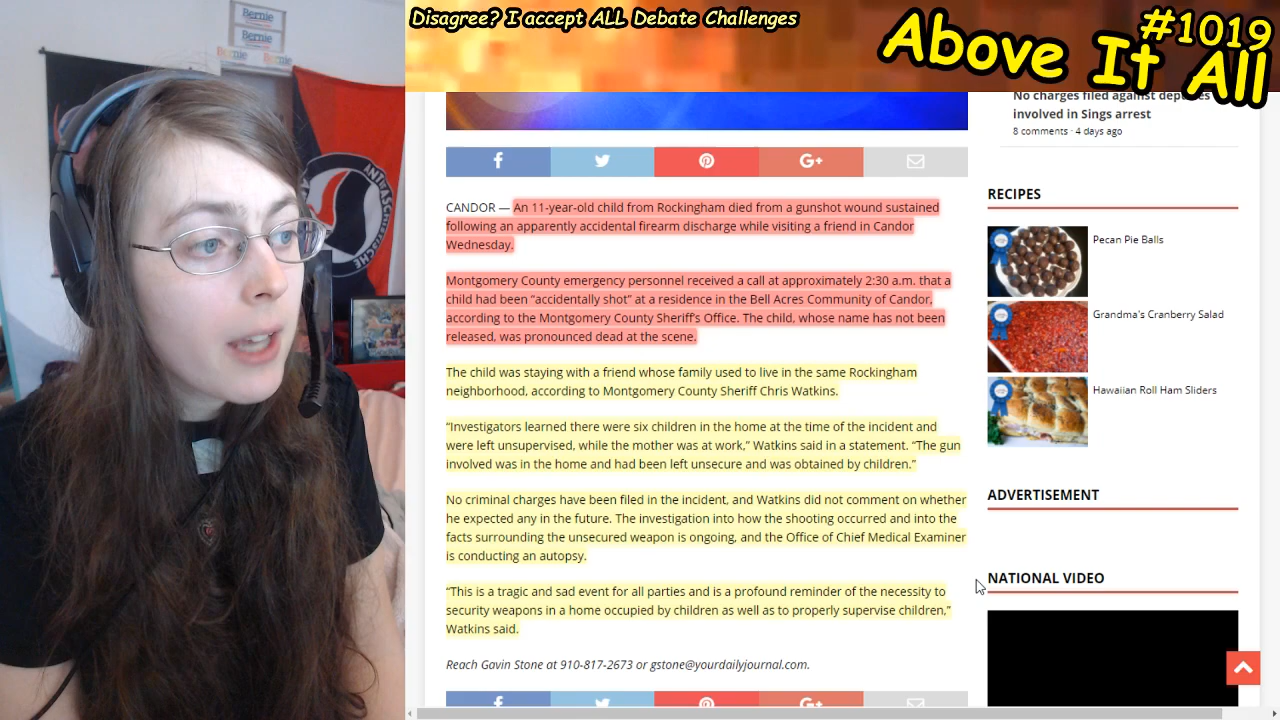 Bernie
Bernie
Bernie
Bernie
ANTIFASCHISTISCHE
Disagree? I accept ALL Debate Challenges
#1019
Above It All
No charges filed against deputies
involved in Sings arrest
8 comments · 4 days ago
RECIPES
Pecan Pie Balls
Grandma's Cranberry Salad
Hawaiian Roll Ham Sliders
ADVERTISEMENT
NATIONAL VIDEO
CANDOR — An 11-year-old child from Rockingham died from a gunshot wound sustained
following an apparently accidental firearm discharge while visiting a friend in Candor
Wednesday.
Montgomery County emergency personnel received a call at approximately 2:30 a.m. that a
child had been “accidentally shot” at a residence in the Bell Acres Community of Candor,
according to the Montgomery County Sheriff’s Office. The child, whose name has not been
released, was pronounced dead at the scene.
The child was staying with a friend whose family used to live in the same Rockingham
neighborhood, according to Montgomery County Sheriff Chris Watkins.
“Investigators learned there were six children in the home at the time of the incident and
were left unsupervised, while the mother was at work,” Watkins said in a statement. “The gun
involved was in the home and had been left unsecure and was obtained by children.”
No criminal charges have been filed in the incident, and Watkins did not comment on whether
he expected any in the future. The investigation into how the shooting occurred and into the
facts surrounding the unsecured weapon is ongoing, and the Office of Chief Medical Examiner
is conducting an autopsy.
“This is a tragic and sad event for all parties and is a profound reminder of the necessity to
security weapons in a home occupied by children as well as to properly supervise children,”
Watkins said.
Reach Gavin Stone at 910-817-2673 or gstone@yourdailyjournal.com.